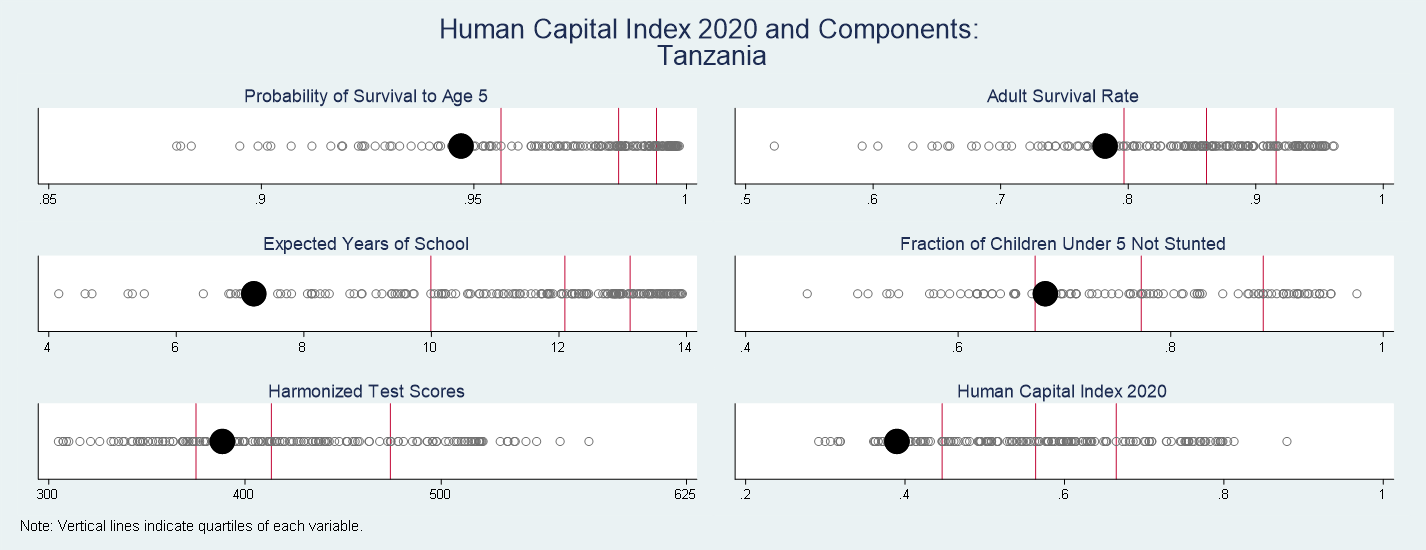 Human Capital Index 2020 and Components:
Tanzania
Probability of Survival to Age 5
.85 .9 .95 1
Adult Survival Rate
.5 .6 .7 .8 .9 1
Expected Years of School
4 6 8 10 12 14
Fraction of Children Under 5 Not Stunted
.4 .6 .8 1
Harmonized Test Scores
300 400 500 625
Human Capital Index 2020
.2 .4 .6 .8 1
Note: Vertical lines indicate quartiles of each variable.